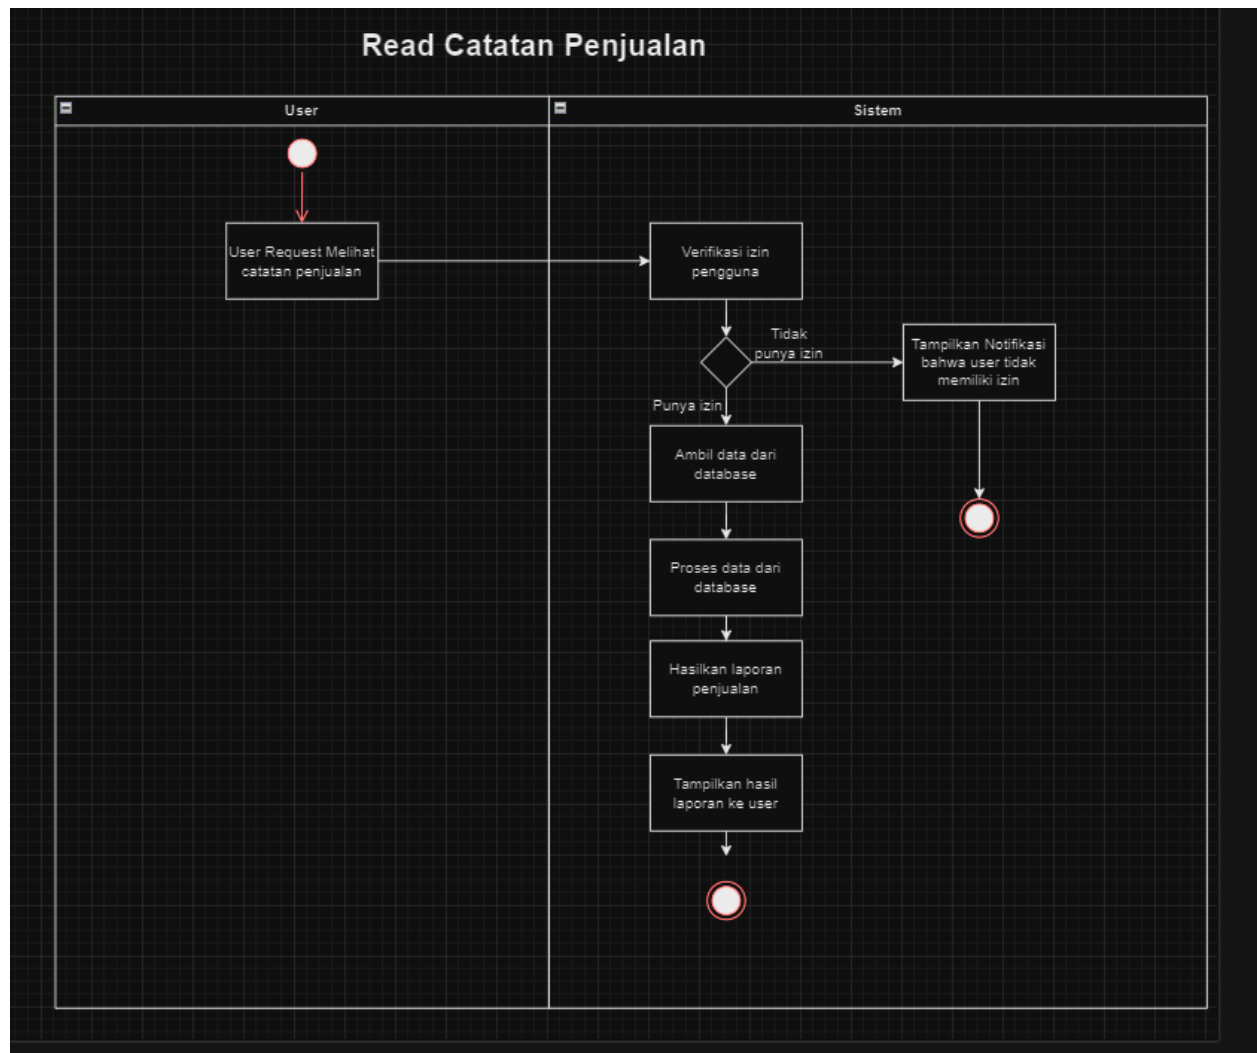 Read Catatan Penjualan
User
Sistem
User Request Melihat
catatan penjualan
Verifikasi izin
pengguna
Tidak
punya izin
Tampilkan Notifikasi
bahwa user tidak
memiliki izin
Punya izin
Ambil data dari
database
Proses data dari
database
Hasilkan laporan
penjualan
Tampilkan hasil
laporan ke user